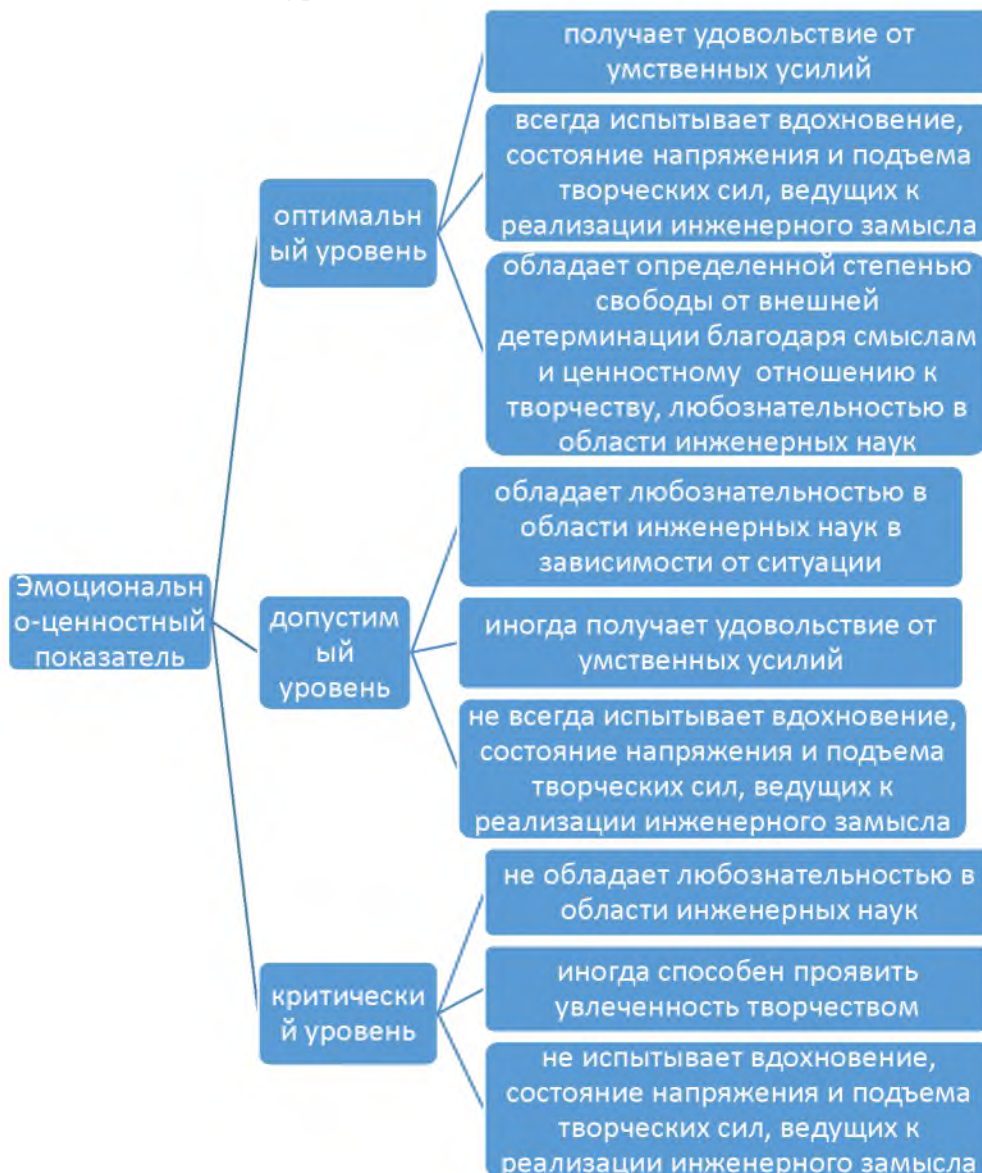 Эмоциональн
о-ценностный
показатель
оптимальн
ый уровень
получает удовольствие от
умственных усилий
всегда испытывает вдохновение,
состояние напряжения и подъема
творческих сил, ведущих к
реализации инженерного замысла
обладает определенной степенью
свободы от внешней
детерминации благодаря смыслам
и ценностному отношению к
творчеству, любознательностью в
области инженерных наук
допустим
ый
уровень
обладает любознательностью в
области инженерных наук в
зависимости от ситуации
иногда получает удовольствие от
умственных усилий
не всегда испытывает вдохновение,
состояние напряжения и подъема
творческих сил, ведущих к
реализации инженерного замысла
критически
й уровень
не обладает любознательностью в
области инженерных наук
иногда способен проявить
увлеченность творчеством
не испытывает вдохновение,
состояние напряжения и подъема
творческих сил, ведущих к
реализации инженерного замысла